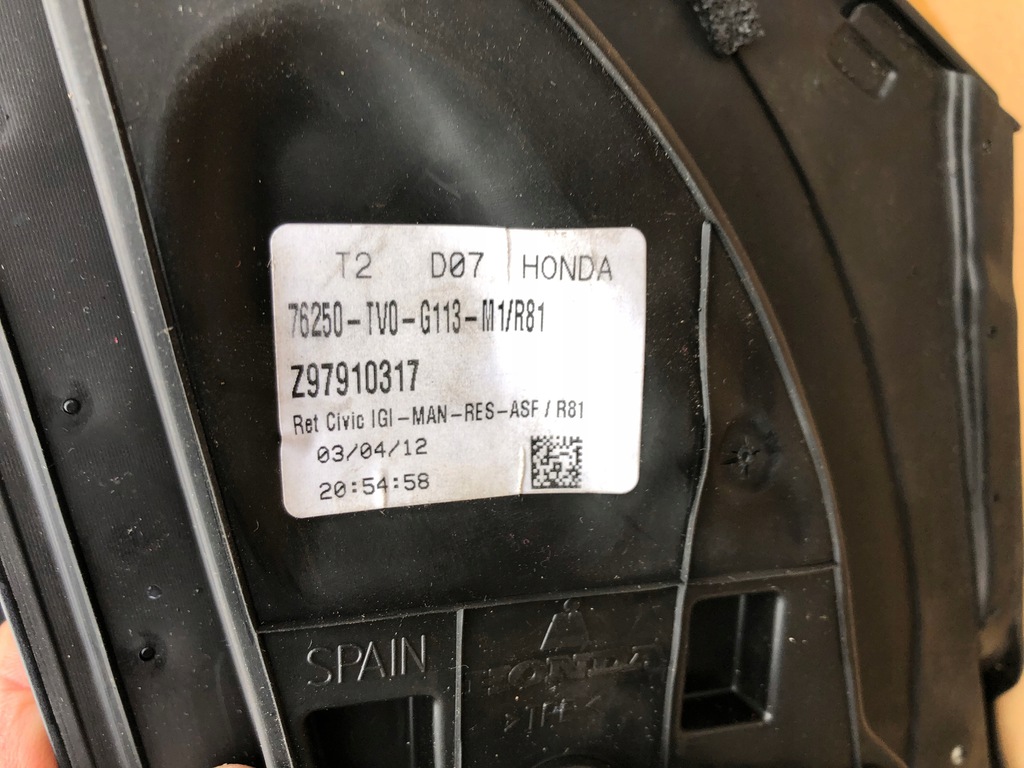 T2 D07 HONDA
76250-TV0-G113-M1/R81
Z97910317
Ret Civic IGI-MAN-RES-ASF / R81
03/04/12
20:54:58
SPAIN
HONDA